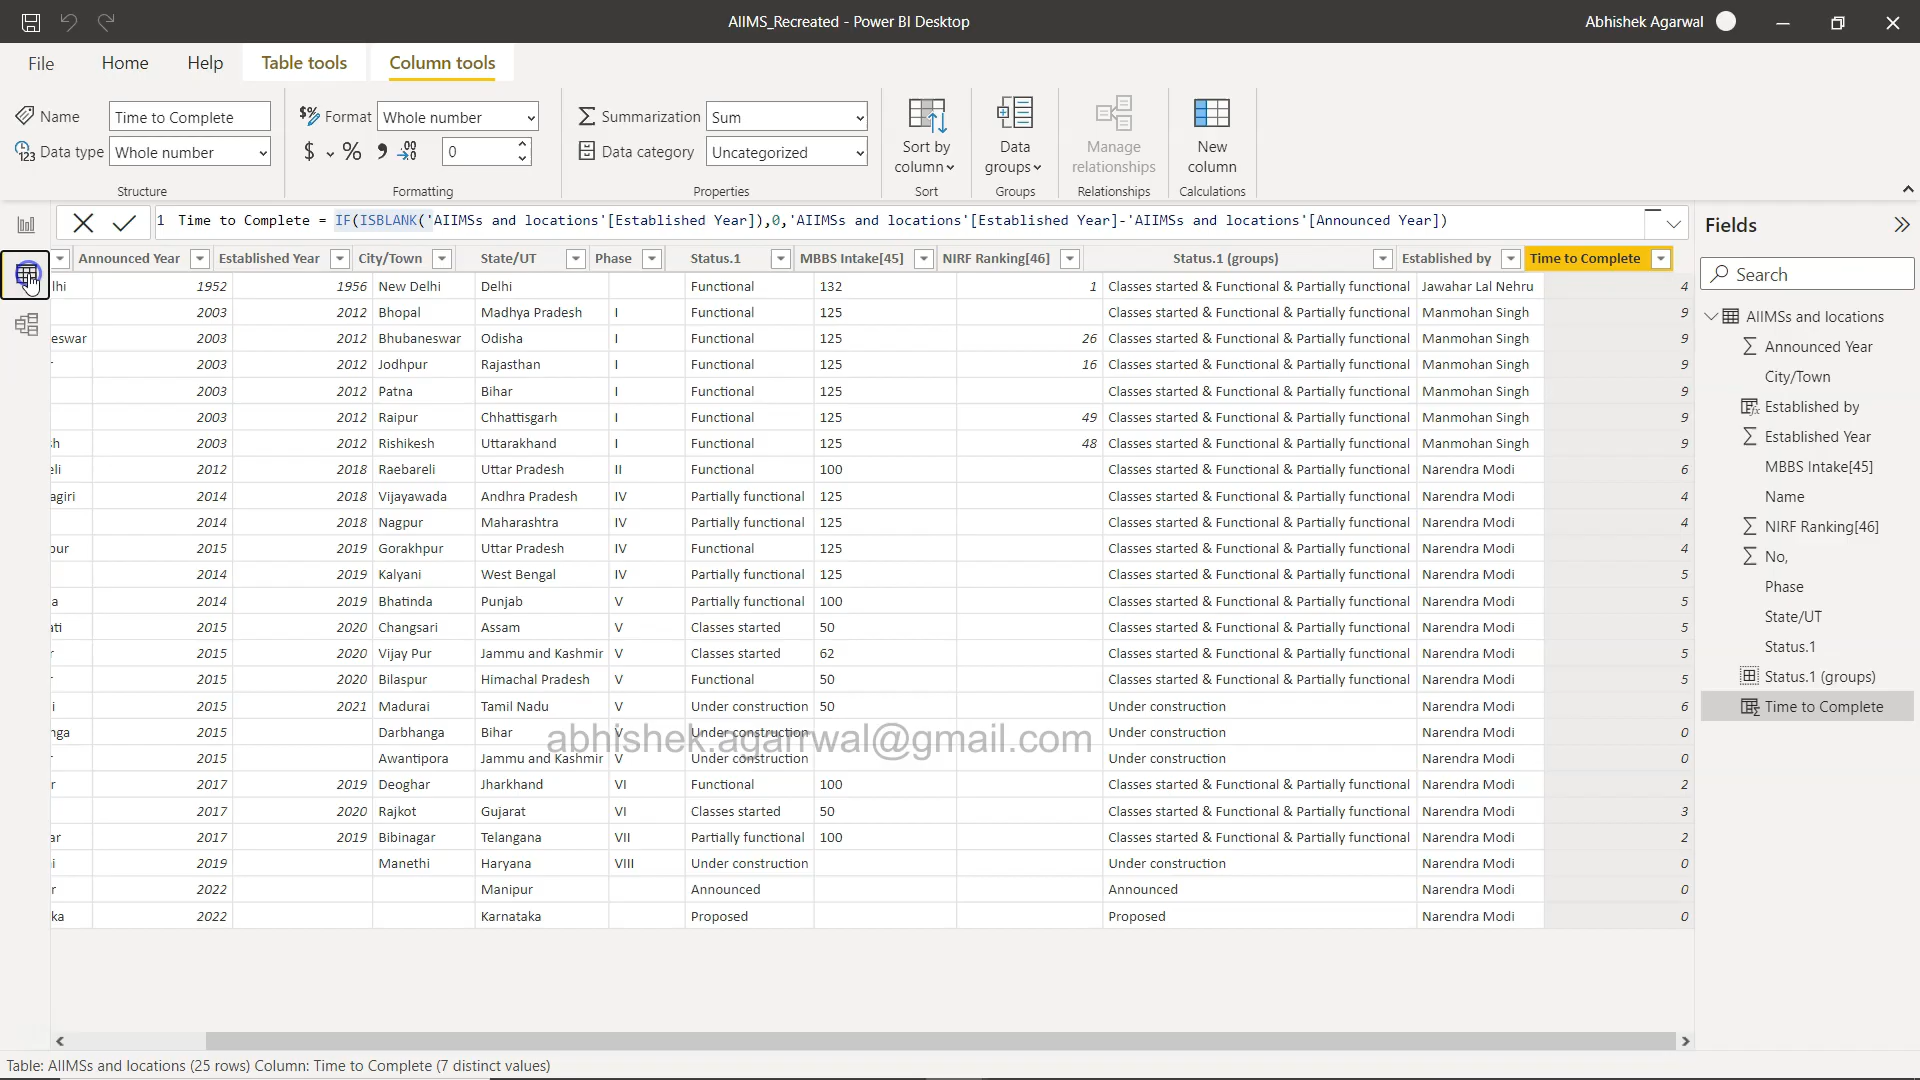 AIIMS_Recreated - Power BI Desktop
Abhishek Agarwal
File Home Help Table tools Column tools
Name Time to Complete
Data type Whole number
Structure
Format Whole number
$ % 0
Formatting
Summarization Sum
Data category Uncategorized
Properties
Sort by column
Sort
Data groups
Groups
Manage relationships
Relationships
New column
Calculations
1 Time to Complete = IF(ISBLANK('AIIMSs and locations'[Established Year]),0,'AIIMSs and locations'[Established Year]-'AIIMSs and locations'[Announced Year])
Announced Year Established Year City/Town State/UT Phase Status.1 MBBS Intake[45] NIRF Ranking[46] Status.1 (groups) Established by Time to Complete
lhi 1952 1956 New Delhi Delhi Functional 132 1 Classes started & Functional & Partially functional Jawahar Lal Nehru 4
2003 2012 Bhopal Madhya Pradesh I Functional 125 Classes started & Functional & Partially functional Manmohan Singh 9
eswar 2003 2012 Bhubaneswar Odisha I Functional 125 26 Classes started & Functional & Partially functional Manmohan Singh 9
r 2003 2012 Jodhpur Rajasthan I Functional 125 16 Classes started & Functional & Partially functional Manmohan Singh 9
2003 2012 Patna Bihar I Functional 125 Classes started & Functional & Partially functional Manmohan Singh 9
2003 2012 Raipur Chhattisgarh I Functional 125 49 Classes started & Functional & Partially functional Manmohan Singh 9
sh 2003 2012 Rishikesh Uttarakhand I Functional 125 48 Classes started & Functional & Partially functional Manmohan Singh 9
eli 2012 2018 Raebareli Uttar Pradesh II Functional 100 Classes started & Functional & Partially functional Narendra Modi 6
agiri 2014 2018 Vijayawada Andhra Pradesh IV Partially functional 125 Classes started & Functional & Partially functional Narendra Modi 4
2014 2018 Nagpur Maharashtra IV Partially functional 125 Classes started & Functional & Partially functional Narendra Modi 4
pur 2015 2019 Gorakhpur Uttar Pradesh IV Functional 125 Classes started & Functional & Partially functional Narendra Modi 4
2014 2019 Kalyani West Bengal IV Partially functional 125 Classes started & Functional & Partially functional Narendra Modi 5
a 2014 2019 Bhatinda Punjab V Partially functional 100 Classes started & Functional & Partially functional Narendra Modi 5
ati 2015 2020 Changsari Assam V Classes started 50 Classes started & Functional & Partially functional Narendra Modi 5
r 2015 2020 Vijay Pur Jammu and Kashmir V Classes started 62 Classes started & Functional & Partially functional Narendra Modi 5
r 2015 2020 Bilaspur Himachal Pradesh V Functional 50 Classes started & Functional & Partially functional Narendra Modi 5
i 2015 2021 Madurai Tamil Nadu V Under construction 50 Under construction Narendra Modi 6
nga 2015 Darbhanga Bihar V Under construction Under construction Narendra Modi 0
abhishek.agarrwal@gmail.com
r 2015 Awantipora Jammu and Kashmir V Under construction Under construction Narendra Modi 0
r 2017 2019 Deoghar Jharkhand VI Functional 100 Classes started & Functional & Partially functional Narendra Modi 2
2017 2020 Rajkot Gujarat VI Classes started 50 Classes started & Functional & Partially functional Narendra Modi 3
ar 2017 2019 Bibinagar Telangana VII Partially functional 100 Classes started & Functional & Partially functional Narendra Modi 2
i 2019 Manethi Haryana VIII Under construction Under construction Narendra Modi 0
r 2022 Manipur Announced Announced Narendra Modi 0
ka 2022 Karnataka Proposed Proposed Narendra Modi 0
Fields
Search
AIIMSs and locations
Announced Year
City/Town
Established by
Established Year
MBBS Intake[45]
Name
NIRF Ranking[46]
No,
Phase
State/UT
Status.1
Status.1 (groups)
Time to Complete
Table: AIIMSs and locations (25 rows) Column: Time to Complete (7 distinct values)